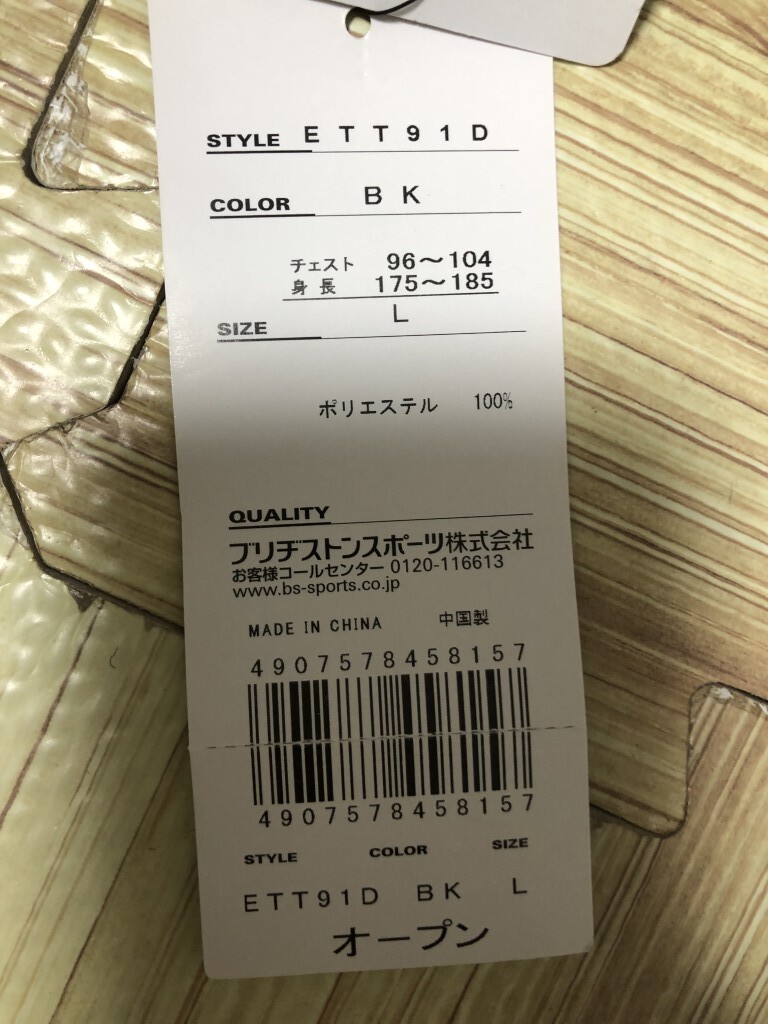 STYLE ETT91D
COLOR BK
チェスト 96～104
身長 175～185
SIZE L
ポリエステル 100%
QUALITY
ブリヂストンスポーツ株式会社
お客様コールセンター 0120-116613
www.bs-sports.co.jp
MADE IN CHINA 中国製
4907578458157
4907578458157
STYLE COLOR SIZE
ETT91D BK L
オープン